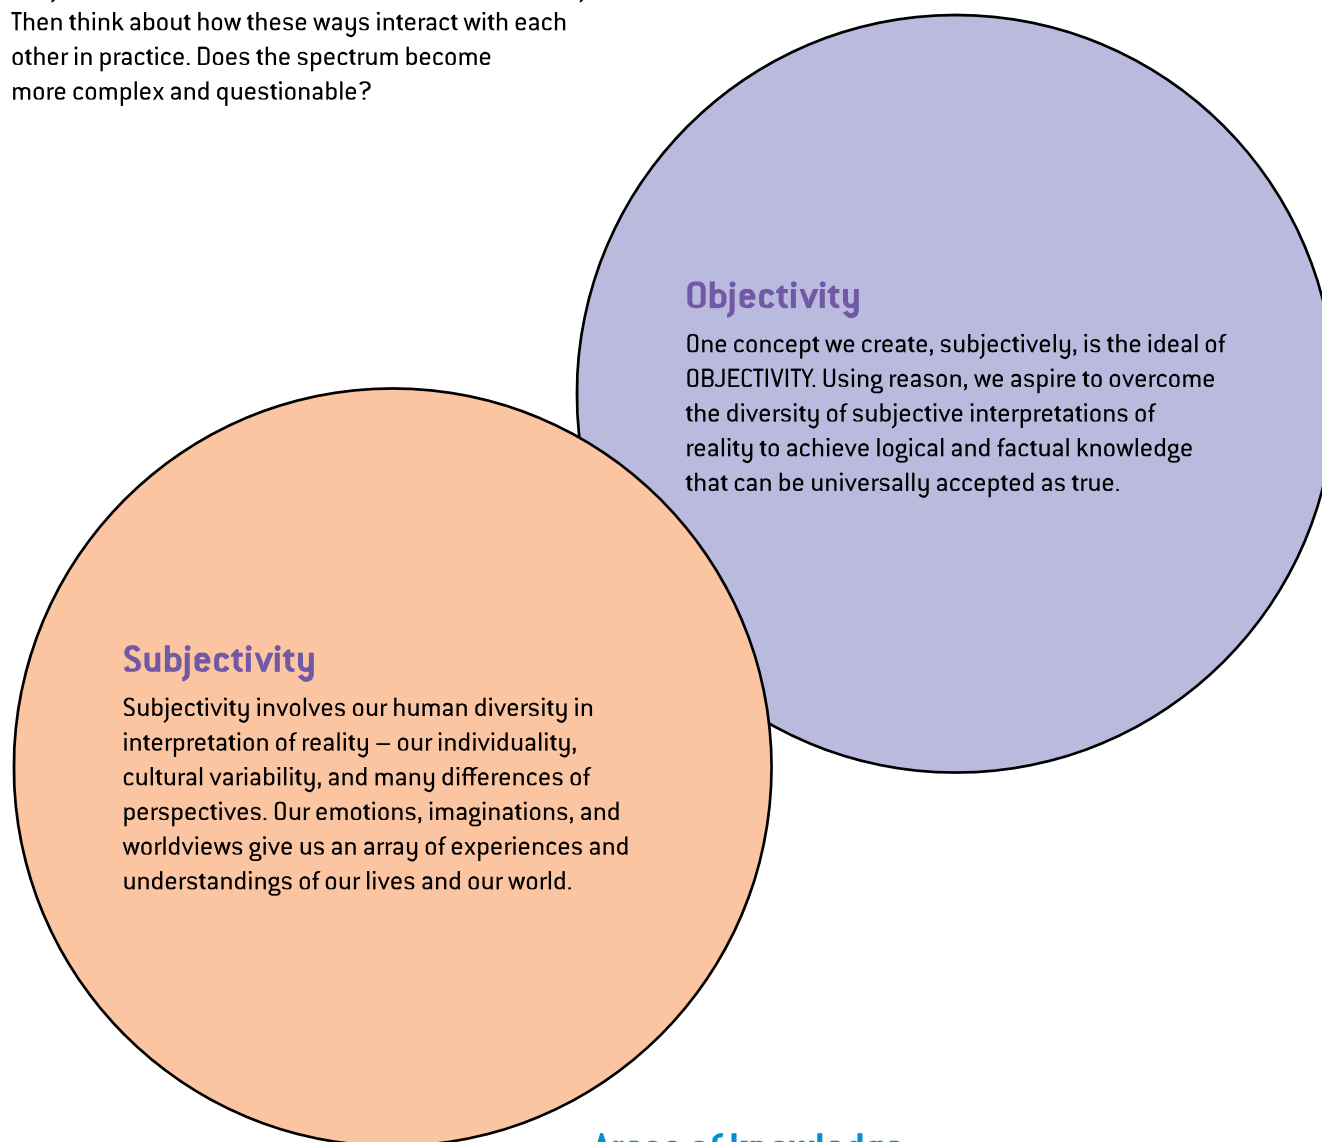 Then think about how these ways interact with each
other in practice. Does the spectrum become
more complex and questionable?
Objectivity
One concept we create, subjectively, is the ideal of
OBJECTIVITY. Using reason, we aspire to overcome
the diversity of subjective interpretations of
reality to achieve logical and factual knowledge
that can be universally accepted as true.
Subjectivity
Subjectivity involves our human diversity in
interpretation of reality – our individuality,
cultural variability, and many differences of
perspectives. Our emotions, imaginations, and
worldviews give us an array of experiences and
understandings of our lives and our world.
Areas of knowledge